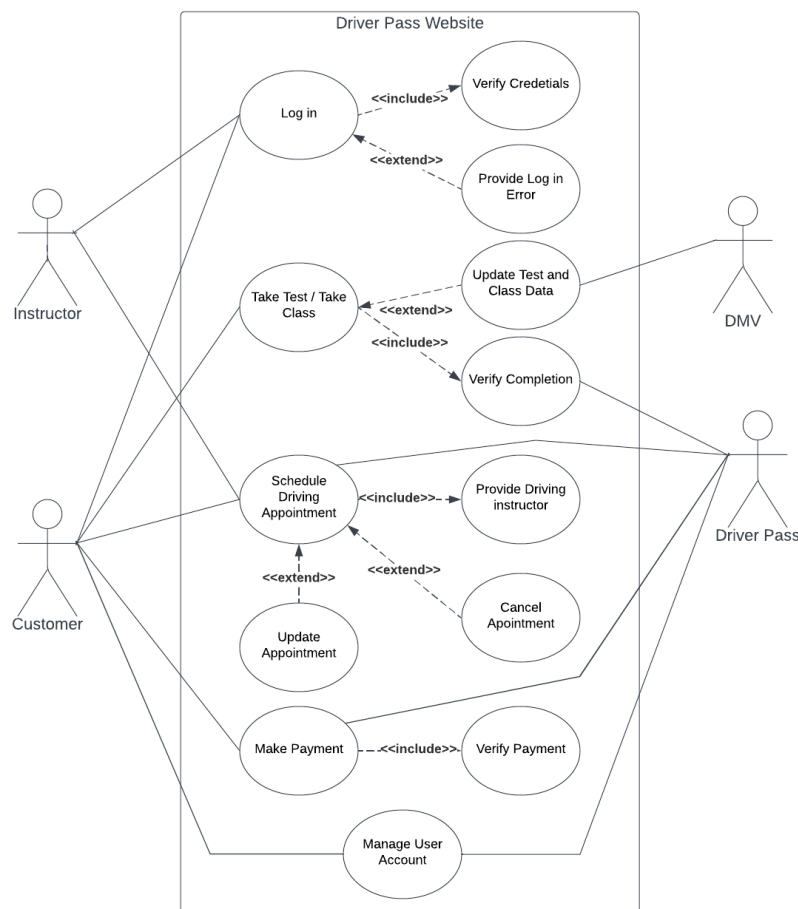 Driver Pass Website
Log in
<<include>>
Verify Credetials
<<extend>>
Provide Log in
Error
Instructor
Take Test / Take
Class
<<extend>>
<<include>>
Update Test and
Class Data
DMV
Verify Completion
Schedule
Driving
Appointment
<<include>>
Provide Driving
instructor
Driver Pass
<<extend>>
<<extend>>
Customer
Update
Appointment
Cancel
Apointment
Make Payment
<<include>>
Verify Payment
Manage User
Account